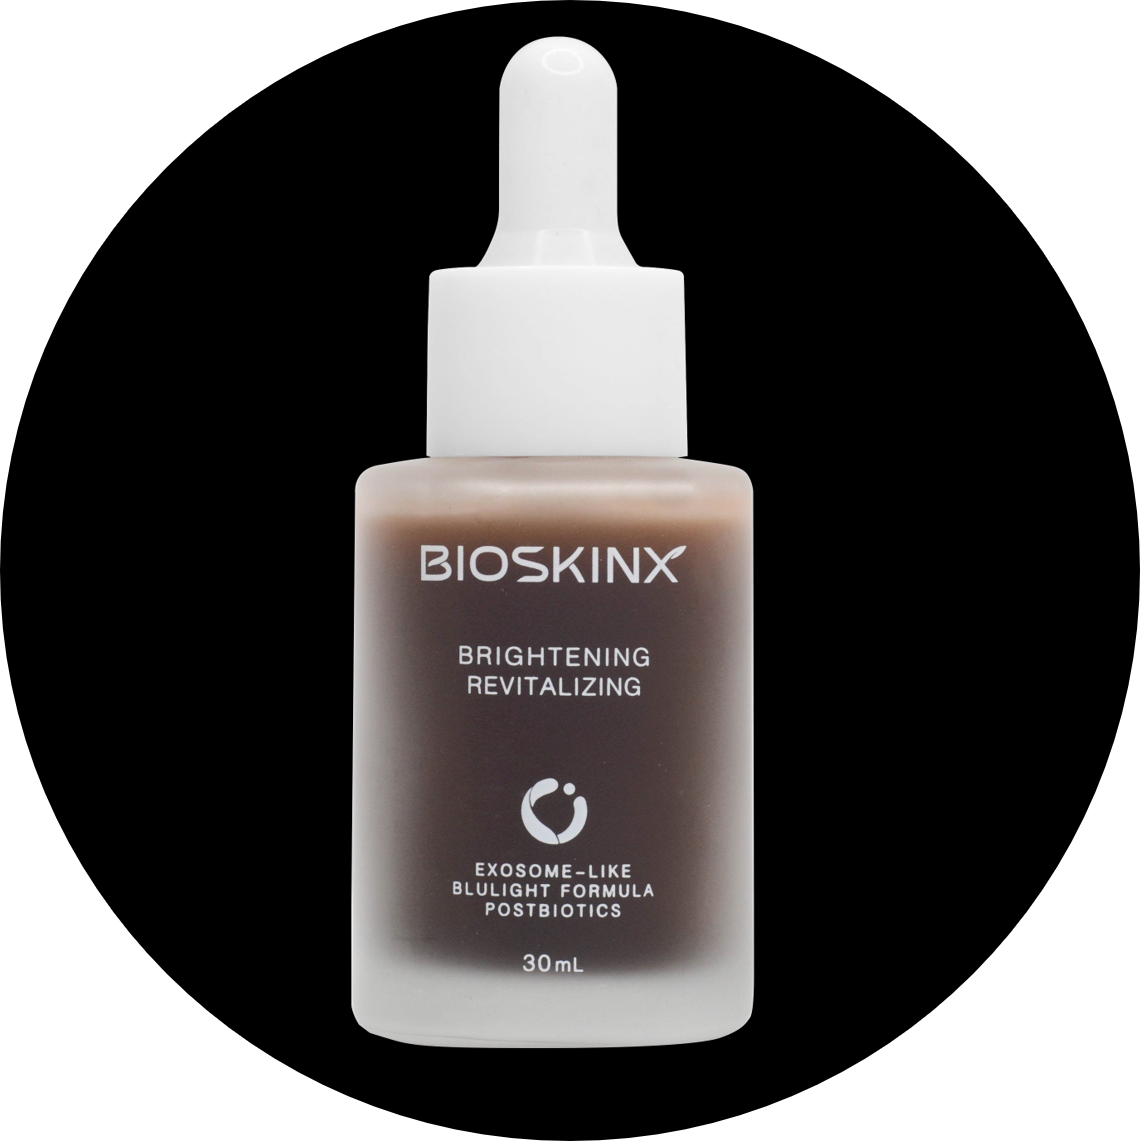 BIOSKINX
BRIGHTENING
REVITALIZING
EXOSOME-LIKE
BLULIGHT FORMULA
POSTBIOTICS
30mL